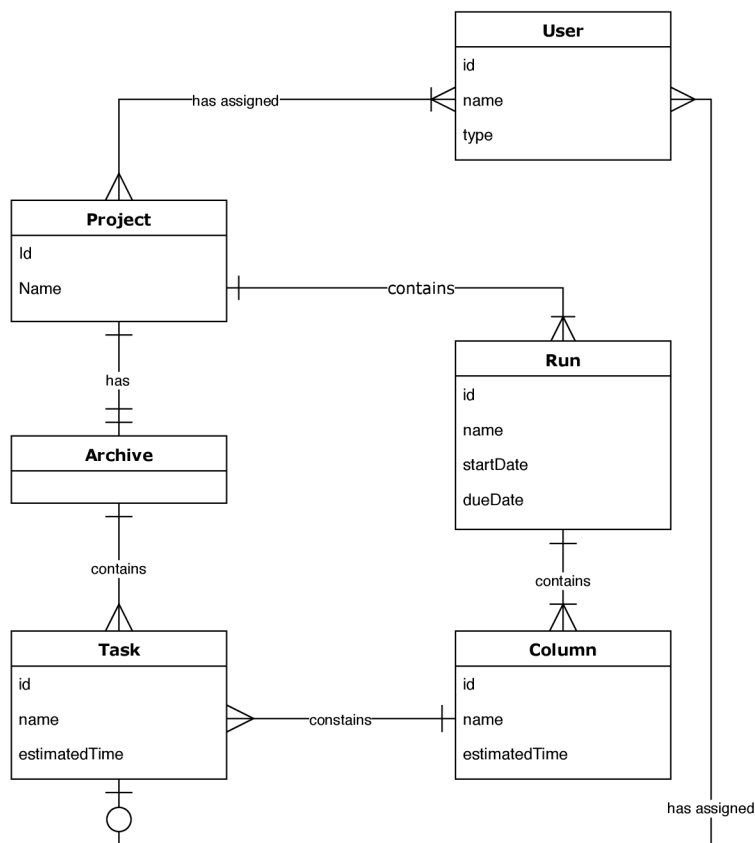 User
id
name
type
has assigned
Project
Id
Name
contains
Run
id
name
startDate
dueDate
has
Archive
contains
contains
Task
id
name
estimatedTime
constains
Column
id
name
estimatedTime
has assigned